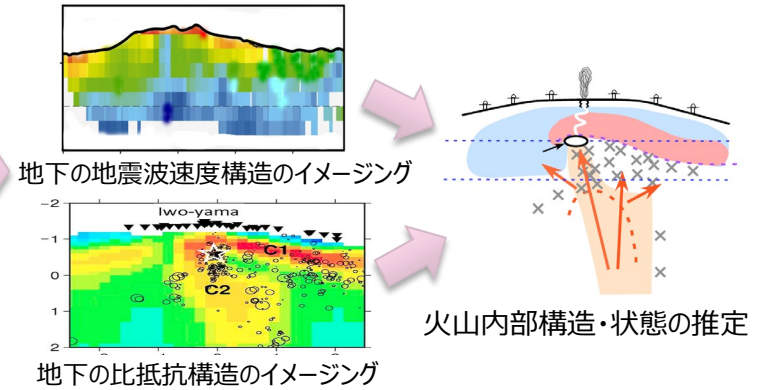 地下の地震波速度構造のイメージング
-2
Iwo-yama
-1
C1
0
C2
1
2
地下の比抵抗構造のイメージング
火山内部構造・状態の推定